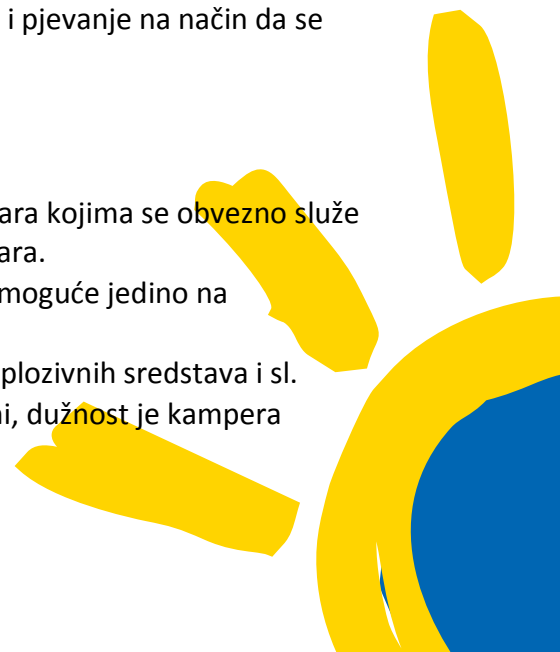 i pjevanje na način da se
ara kojima se obvezno služe
ara.
moguće jedino na
plozivnih sredstava i sl.
i, dužnost je kampera